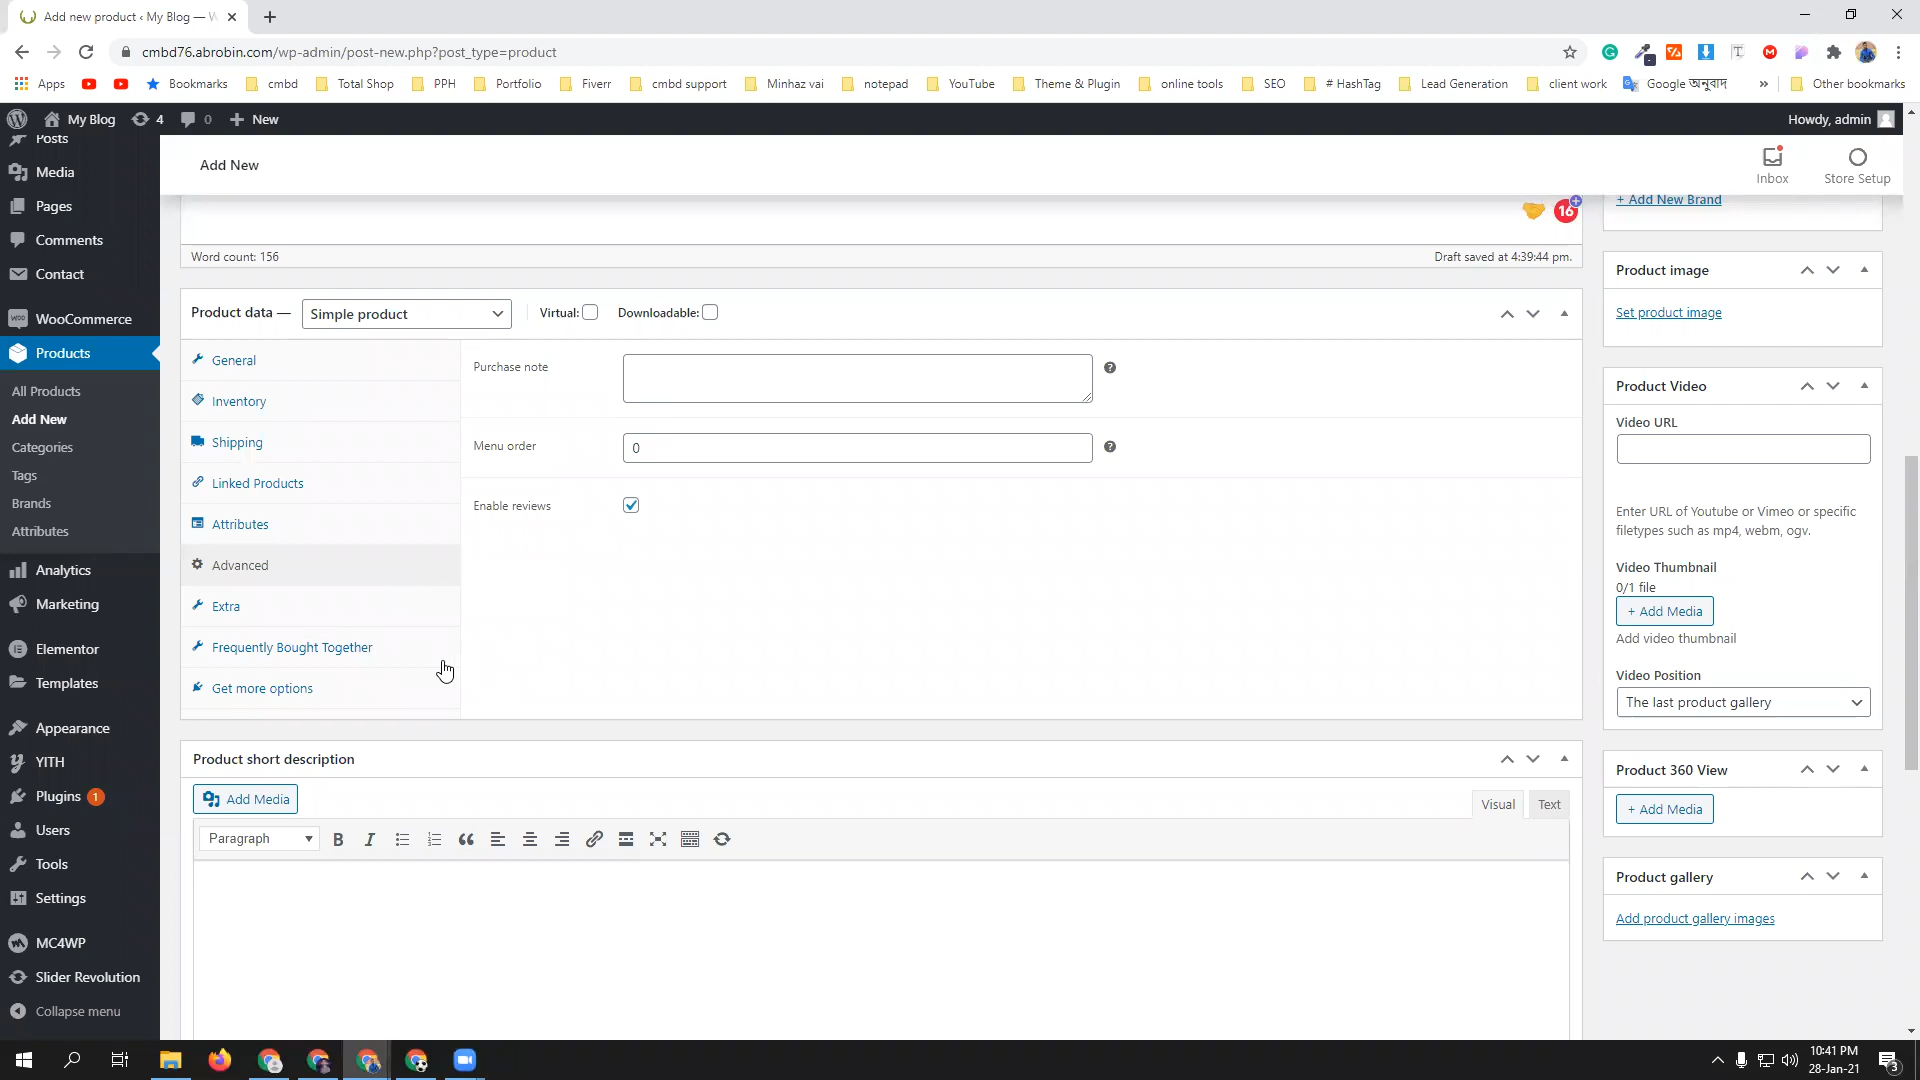 Add new product ‹ My Blog — W
cmbd76.abrobin.com/wp-admin/post-new.php?post_type=product
Apps
Bookmarks
cmbd
Total Shop
PPH
Portfolio
Fiverr
cmbd support
Minhaz vai
notepad
YouTube
Theme & Plugin
online tools
SEO
# HashTag
Lead Generation
client work
Google অনুবাদ
»
Other bookmarks
My Blog
4
0
New
Howdy, admin
Add New
Inbox
Store Setup
Posts
Media
Pages
Comments
Contact
WooCommerce
Products
All Products
Add New
Categories
Tags
Brands
Attributes
Analytics
Marketing
Elementor
Templates
Appearance
YITH
Plugins 1
Users
Tools
Settings
MC4WP
Slider Revolution
Collapse menu
16
Word count: 156
Draft saved at 4:39:44 pm.
Product data —
Simple product
Virtual:
Downloadable:
General
Inventory
Shipping
Linked Products
Attributes
Advanced
Extra
Frequently Bought Together
Get more options
Purchase note
Menu order
0
Enable reviews
Product short description
Add Media
Visual
Text
Paragraph
+ Add New Brand
Product image
Set product image
Product Video
Video URL
Enter URL of Youtube or Vimeo or specific
filetypes such as mp4, webm, ogv.
Video Thumbnail
0/1 file
+ Add Media
Add video thumbnail
Video Position
The last product gallery
Product 360 View
+ Add Media
Product gallery
Add product gallery images
10:41 PM
28-Jan-21
3